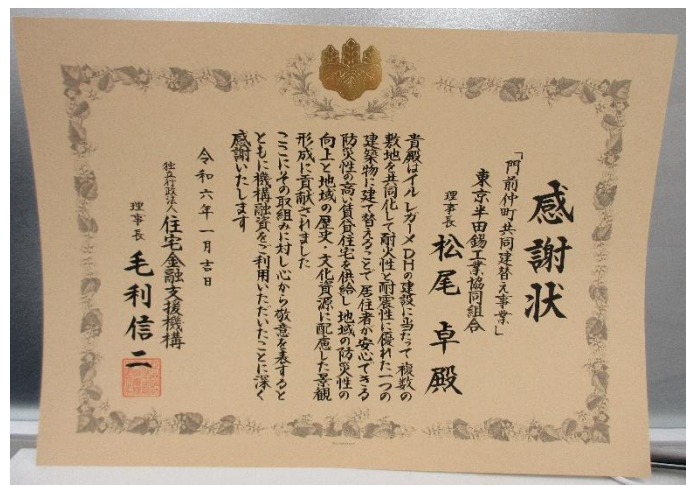 感謝状
「門前仲町共同建替え事業」
東京半田錫工業協同組合
理事長 松尾 卓 殿
貴殿はイルレガーメDHの建設に当たって複数の
敷地を共同化して耐火性と耐震性に優れた一つの
建築物に建て替えることで居住者が安心できる
防災性の高い賃貸住宅を供給し地域の防災性の
向上と地域の歴史・文化資源に配慮した景観
形成に貢献されました
ここにその取組みに対し心から敬意を表すると
ともに機構融資をご利用いただいたことに深く
感謝いたします
令和六年一月吉日
独立行政法人 住宅金融支援機構
理事長 毛利信二